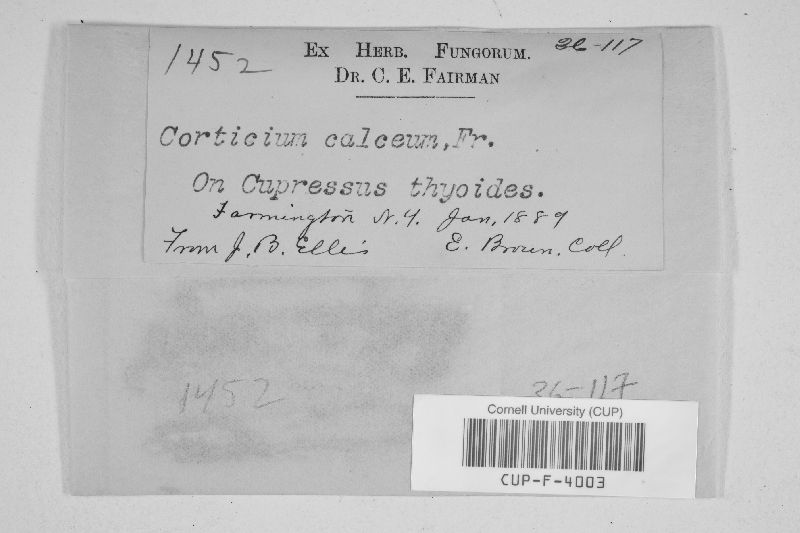 1452
Ex Herb. Fungorum. 36-117
Dr. C. E. Fairman
Corticium calceum, Fr.
On Cupressus thyoides.
Farmington N.Y. Jan, 1889
From J. B. Ellis E. Brown, Coll.
1452 36-117
Cornell University (CUP)
CUP-F-4003